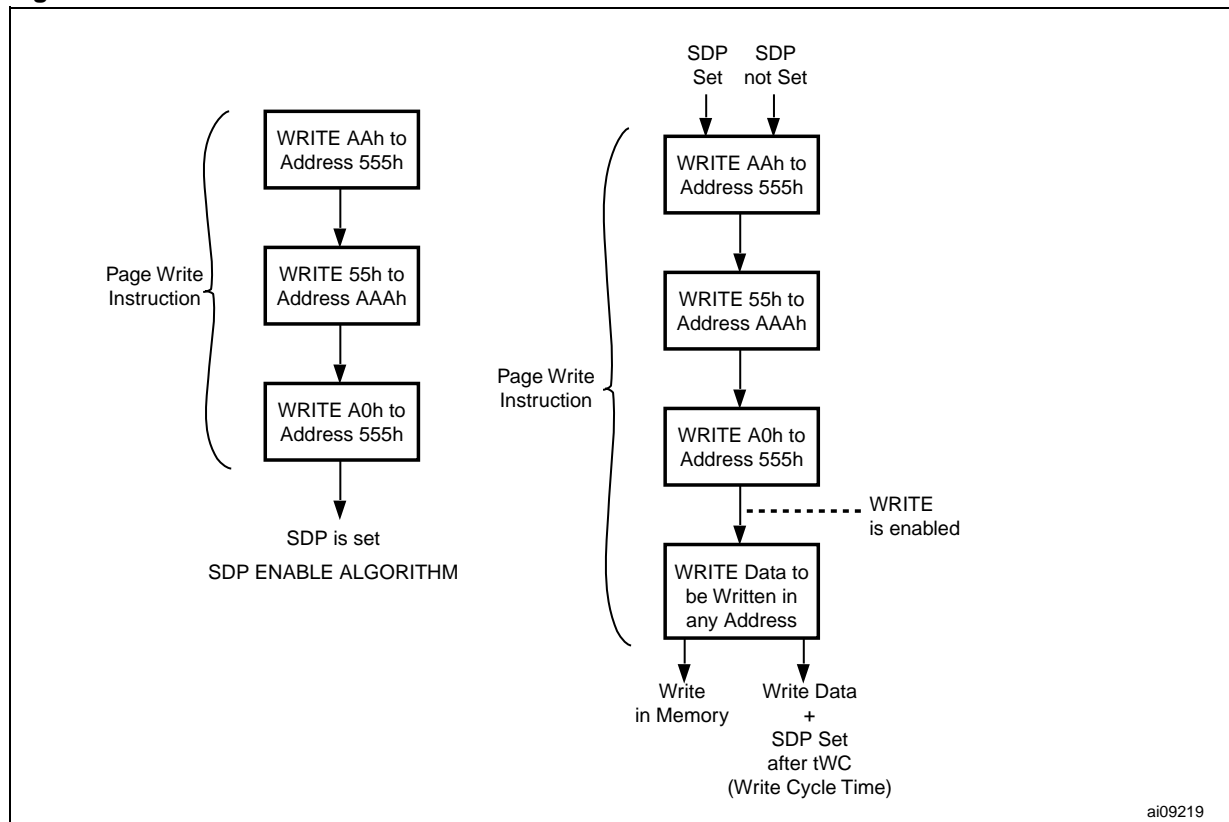 WRITE AAh to
Address 555h
WRITE 55h to
Address AAAh
WRITE A0h to
Address 555h
Page Write
Instruction
SDP is set
SDP ENABLE ALGORITHM
SDP
Set
SDP
not Set
WRITE AAh to
Address 555h
WRITE 55h to
Address AAAh
WRITE A0h to
Address 555h
Page Write
Instruction
WRITE
is enabled
WRITE Data to
be Written in
any Address
Write
in Memory
Write Data
+
SDP Set
after tWC
(Write Cycle Time)
ai09219